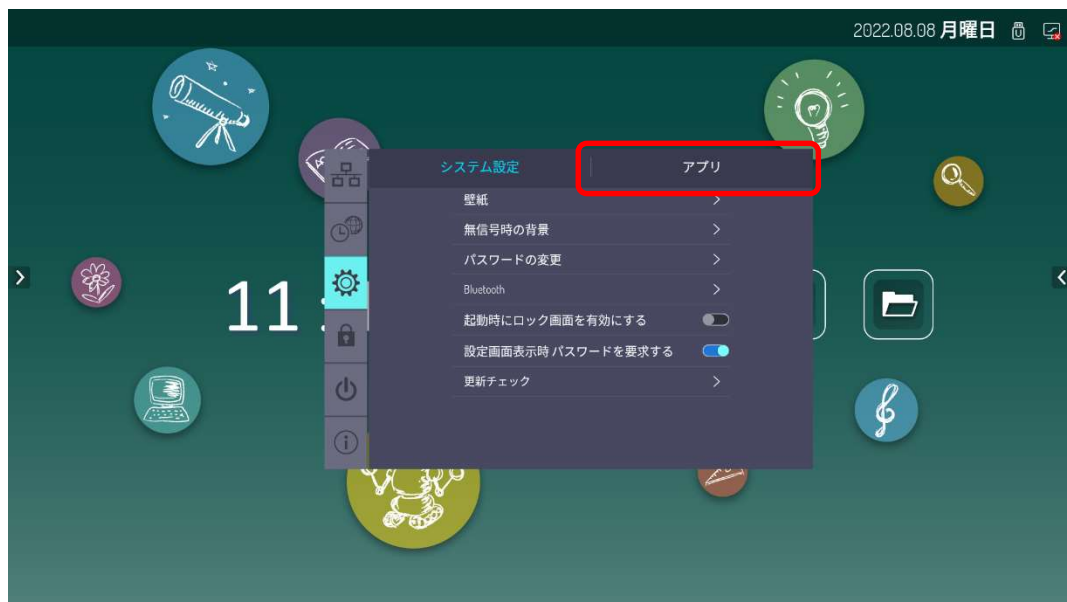 2022.08.08 月曜日
システム設定
アプリ
壁紙
無信号時の背景
パスワードの変更
Bluetooth
起動時にロック画面を有効にする
設定画面表示時 パスワードを要求する
更新チェック
11 :